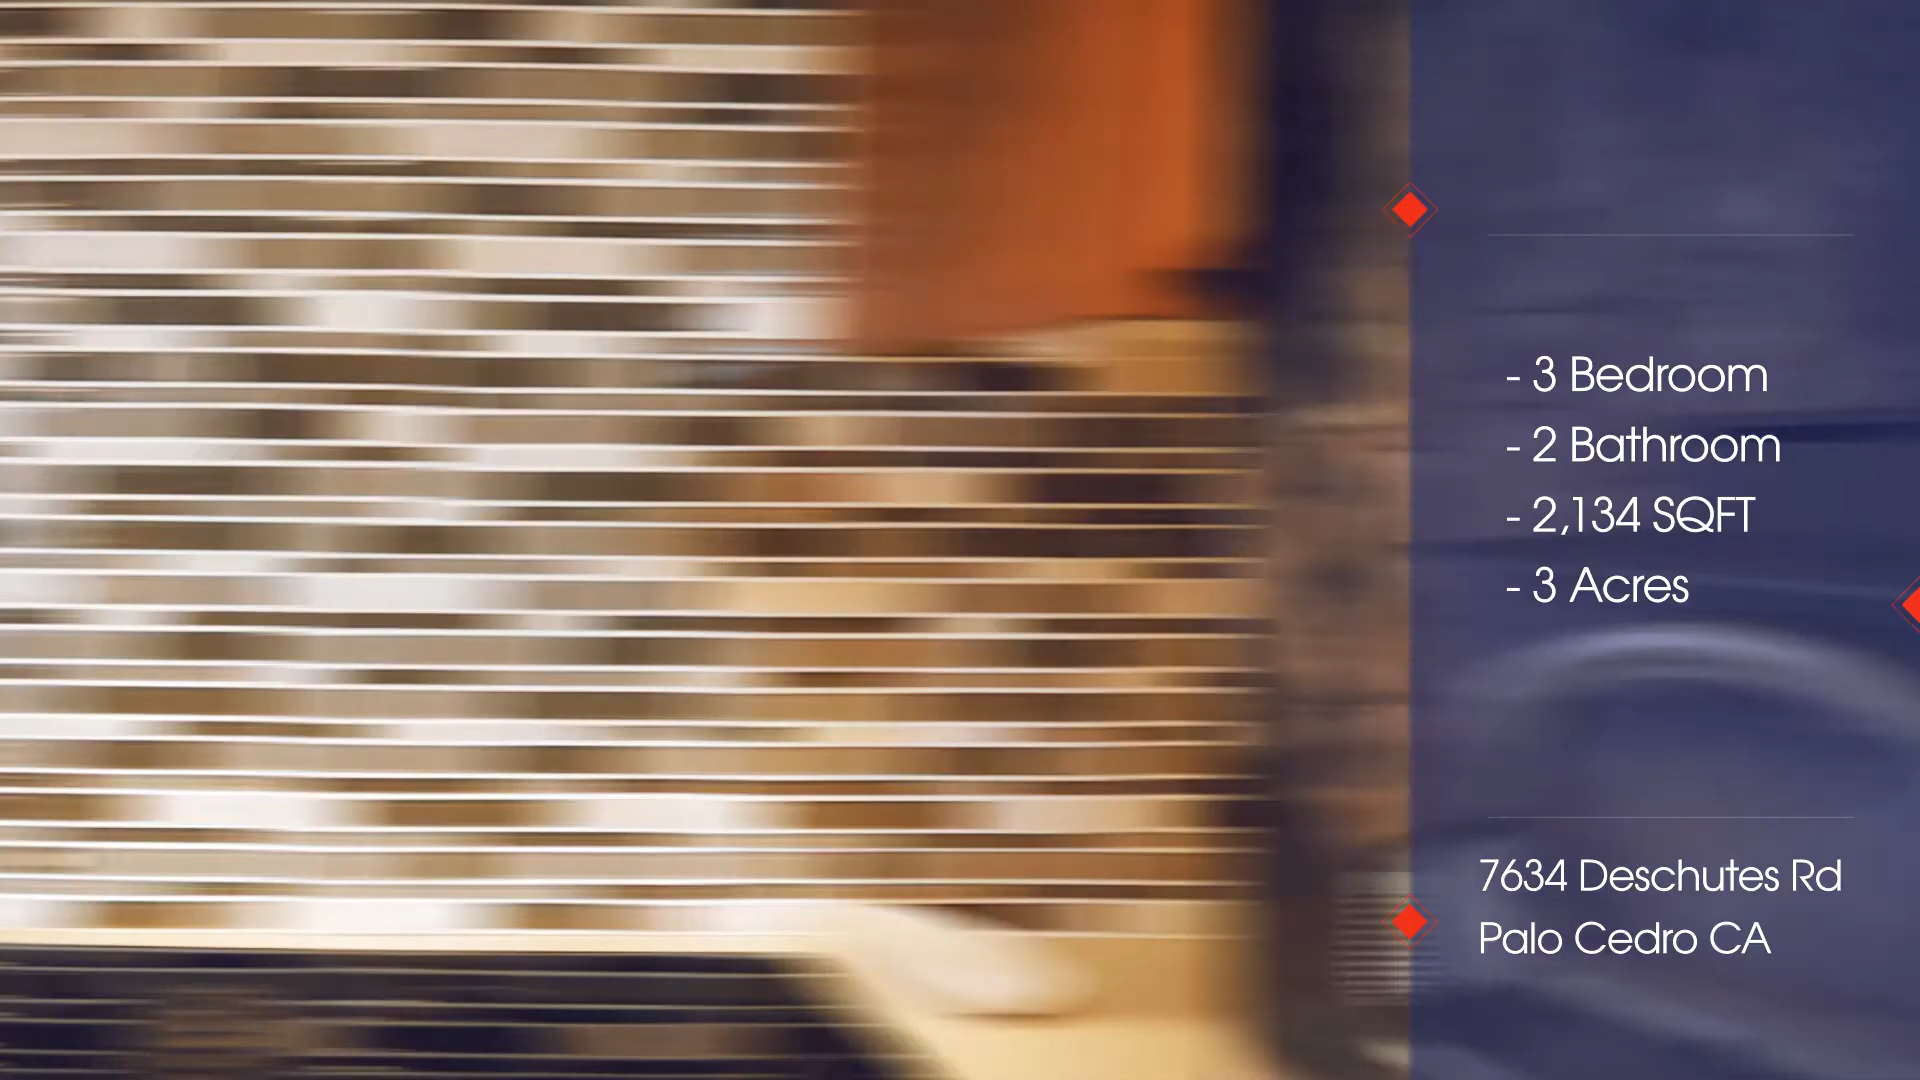 - 3 Bedroom
- 2 Bathroom
- 2,134 SQFT
- 3 Acres
7634 Deschutes Rd
Palo Cedro CA